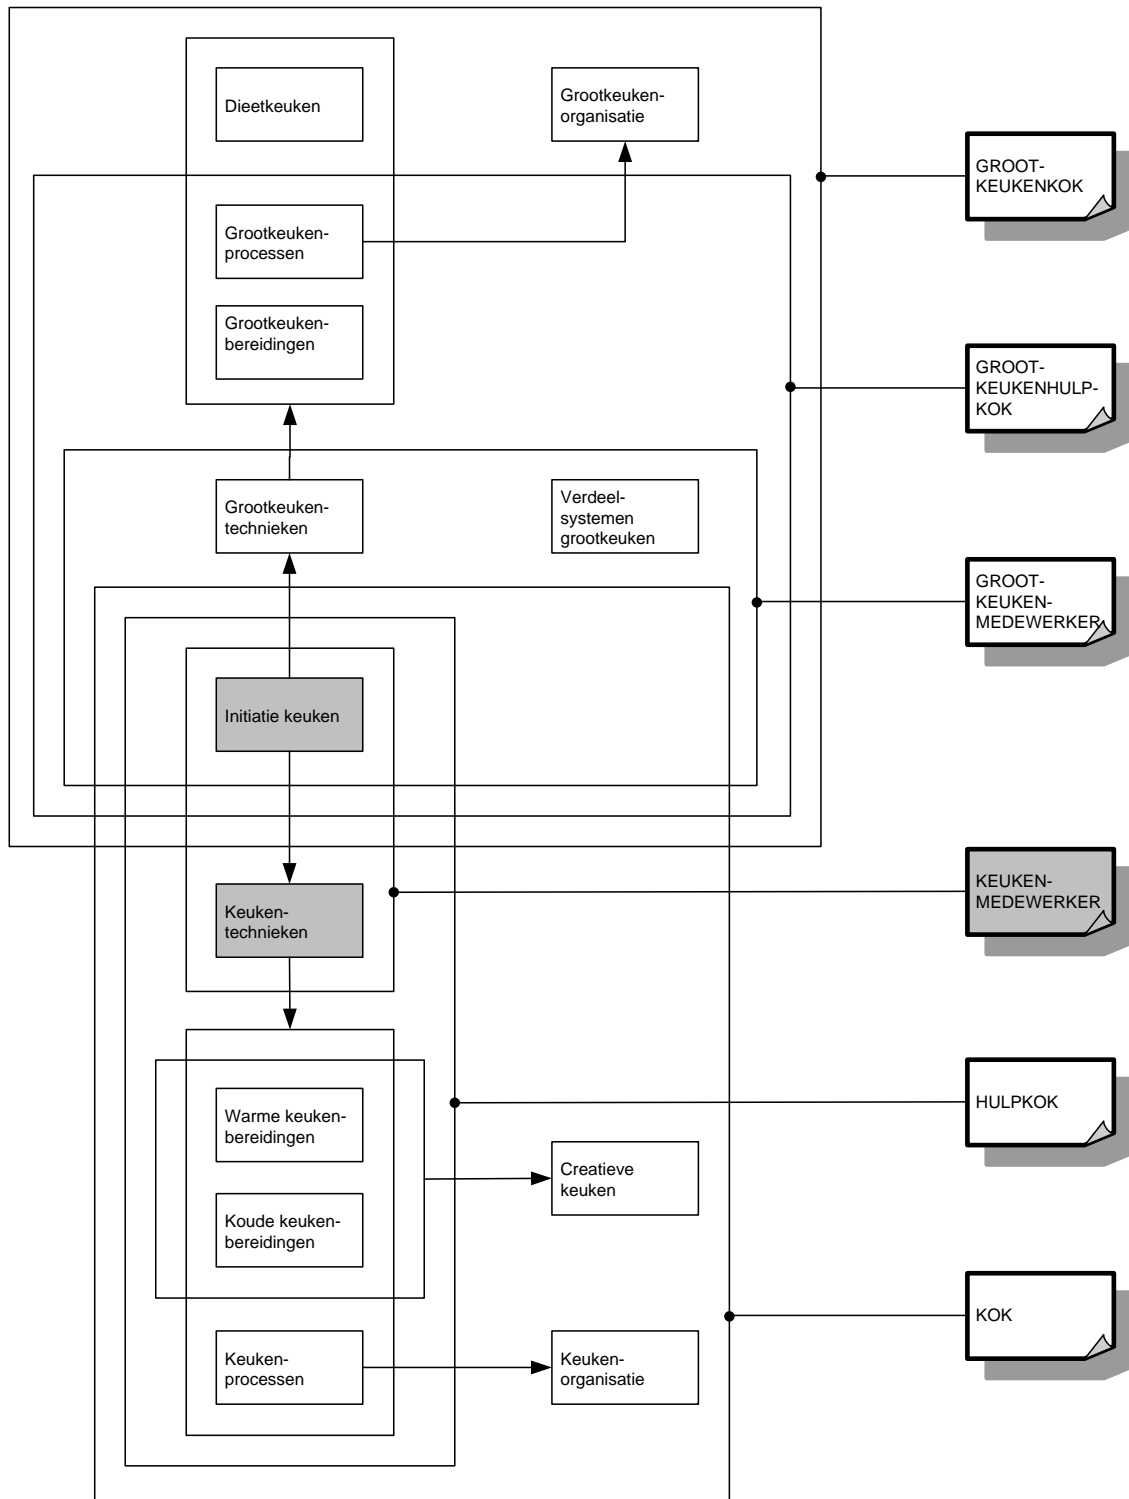 Dieetkeuken
Grootkeuken-
organisatie
GROOT-
KEUKENKOK
Grootkeuken-
processen
Grootkeuken-
bereidingen
GROOT-
KEUKENHULP-
KOK
Grootkeuken-
technieken
Verdeel-
systemen
grootkeuken
GROOT-
KEUKEN-
MEDEWERKER
Initiatie keuken
Keuken-
technieken
KEUKEN-
MEDEWERKER
Warme keuken-
bereidingen
HULPKOK
Creatieve
keuken
Koude keuken-
bereidingen
KOK
Keuken-
processen
Keuken-
organisatie